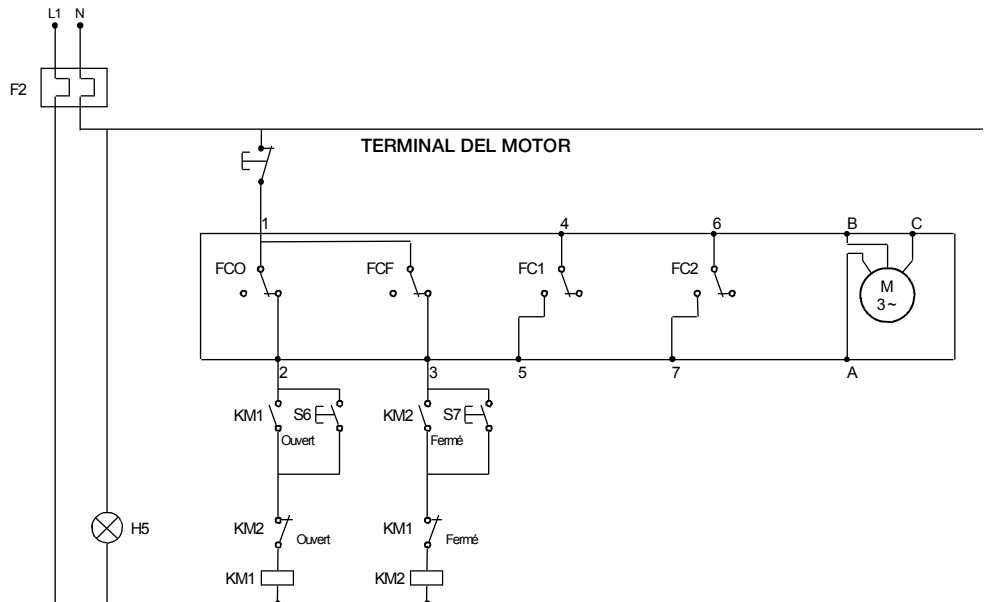 L1 N
F2
TERMINAL DEL MOTOR
1 4 6 B C
FCO FCF FC1 FC2 M
3~
2 3 5 7 A
KM1 S6 KM2 S7
Ouvert Fermé
H5 KM2 KM1
Ouvert Fermé
KM1 KM2